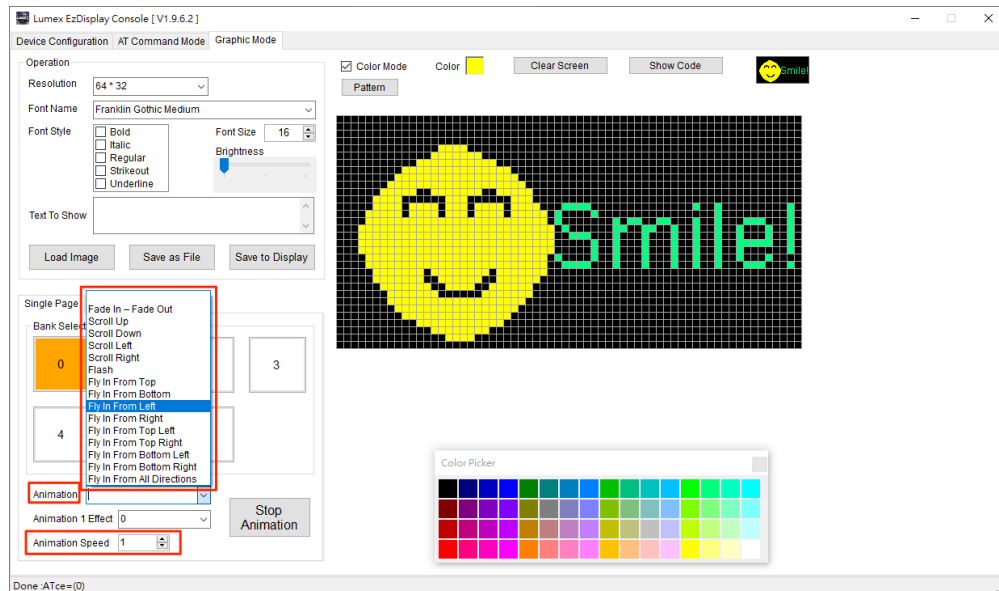 Lumex EzDisplay Console [ V1.9.6.2 ]
Device Configuration AT Command Mode Graphic Mode
Operation
Resolution 64 * 32
Font Name Franklin Gothic Medium
Font Style
Bold
Italic
Regular
Strikeout
Underline
Font Size 16
Brightness
Text To Show
Load Image Save as File Save to Display
Color Mode Color Clear Screen Show Code
Pattern
Smile!
Smile!
Single Page
Bank Select
0
3
4
Fade In – Fade Out
Scroll Up
Scroll Down
Scroll Left
Scroll Right
Flash
Fly In From Top
Fly In From Bottom
Fly In From Left
Fly In From Right
Fly In From Top Left
Fly In From Top Right
Fly In From Bottom Left
Fly In From Bottom Right
Fly In From All Directions
Animation
Animation 1 Effect 0
Animation Speed 1
Stop
Animation
Color Picker
Done :ATce=(0)